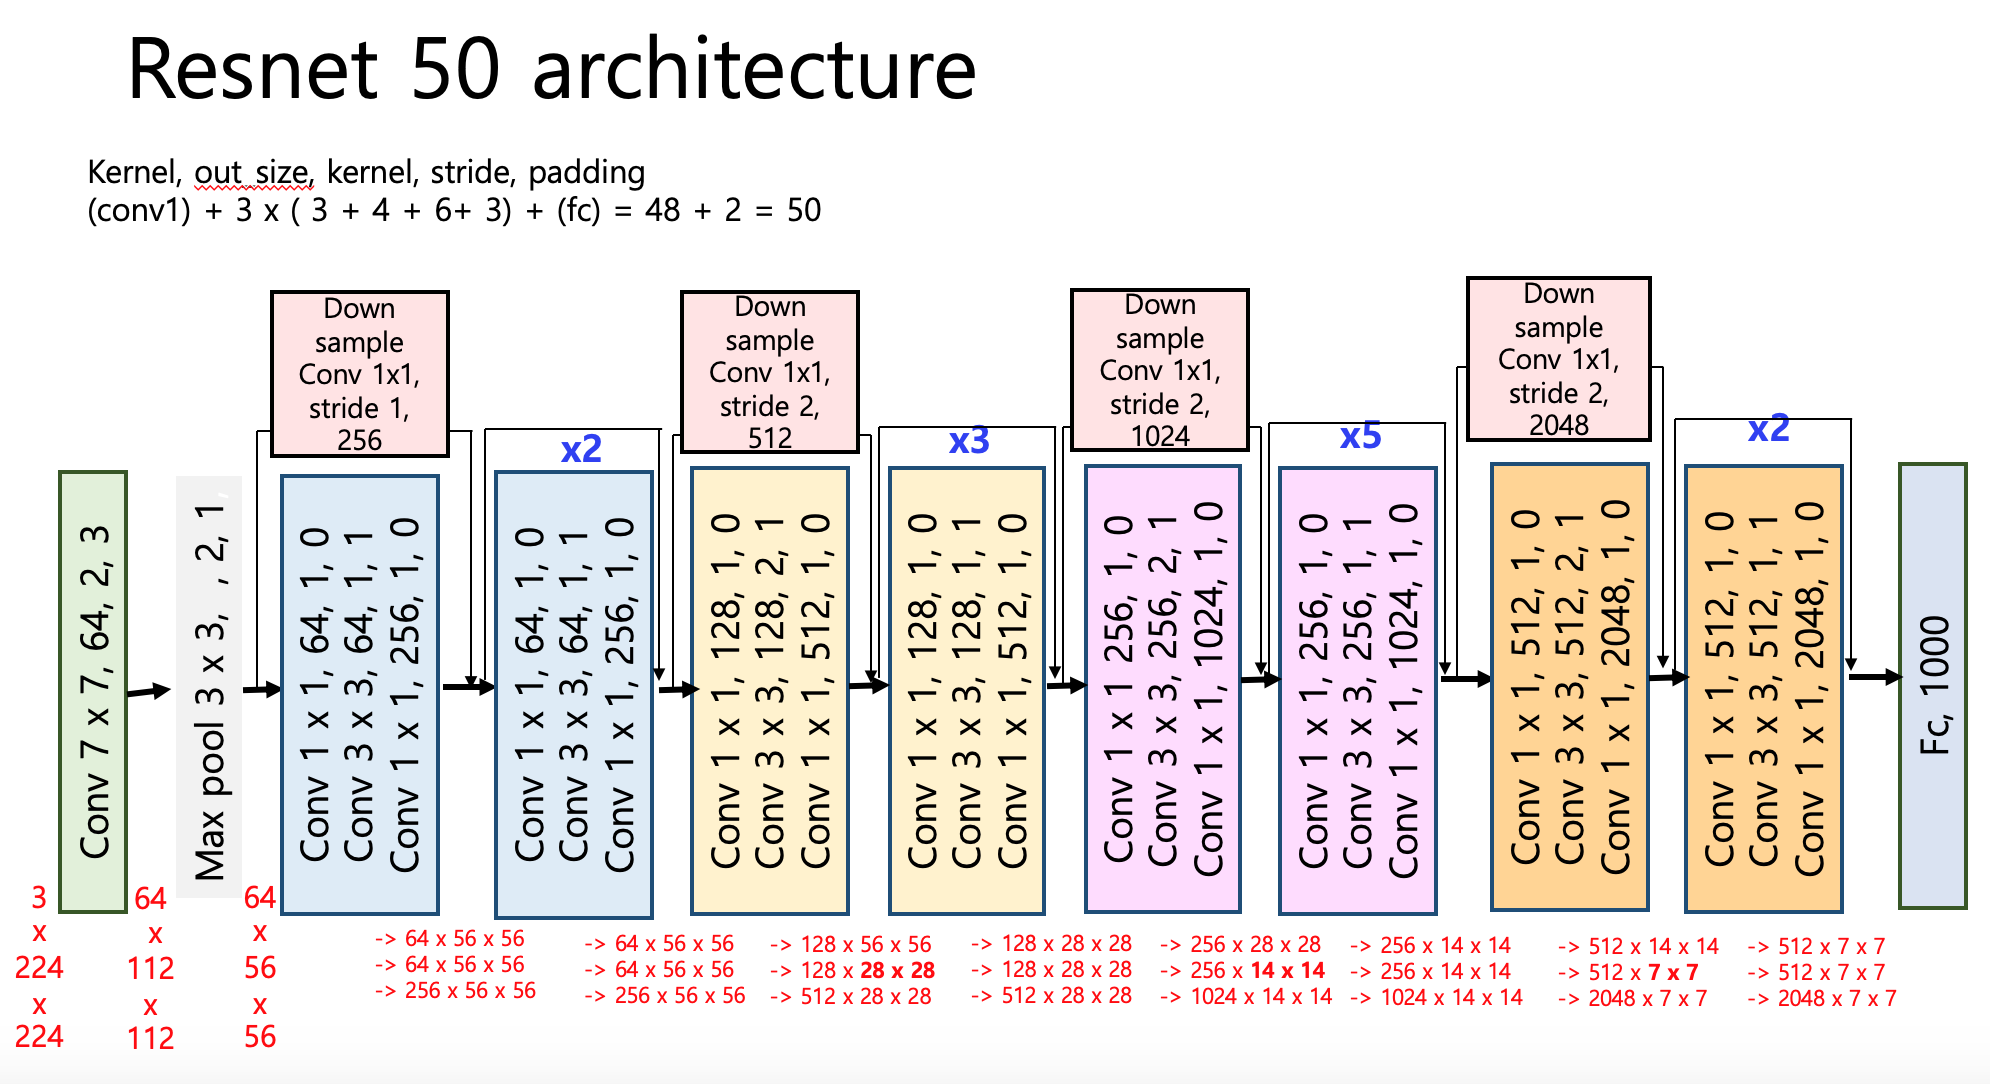 Resnet 50 architecture
Kernel, out_size, kernel, stride, padding
(conv1) + 3 x ( 3 + 4 + 6+ 3) + (fc) = 48 + 2 = 50
Down
sample
Conv 1x1,
stride 1,
256
Down
sample
Conv 1x1,
stride 2,
512
Down
sample
Conv 1x1,
stride 2,
1024
Down
sample
Conv 1x1,
stride 2,
2048
x2
x3
x5
x2
Conv 7 x 7, 64, 2, 3
Max pool 3 x 3,  , 2, 1,
Conv 1 x 1, 64, 1, 0
Conv 3 x 3, 64, 1, 1
Conv 1 x 1, 256, 1, 0
Conv 1 x 1, 64, 1, 0
Conv 3 x 3, 64, 1, 1
Conv 1 x 1, 256, 1, 0
Conv 1 x 1, 128, 1, 0
Conv 3 x 3, 128, 2, 1
Conv 1 x 1, 512, 1, 0
Conv 1 x 1, 128, 1, 0
Conv 3 x 3, 128, 1, 1
Conv 1 x 1, 512, 1, 0
Conv 1 x 1 256, 1, 0
Conv 3 x 3, 256, 2, 1
Conv 1 x 1, 1024, 1, 0
Conv 1 x 1, 256, 1, 0
Conv 3 x 3, 256, 1, 1
Conv 1 x 1, 1024, 1, 0
Conv 1 x 1, 512, 1, 0
Conv 3 x 3, 512, 2, 1
Conv 1 x 1, 2048, 1, 0
Conv 1 x 1, 512, 1, 0
Conv 3 x 3, 512, 1, 1
Conv 1 x 1, 2048, 1, 0
Fc, 1000
3
x
224
x
224
64
x
112
x
112
64
x
56
x
56
-> 64 x 56 x 56
-> 64 x 56 x 56
-> 256 x 56 x 56
-> 64 x 56 x 56
-> 64 x 56 x 56
-> 256 x 56 x 56
-> 128 x 56 x 56
-> 128 x 28 x 28
-> 512 x 28 x 28
-> 128 x 28 x 28
-> 128 x 28 x 28
-> 512 x 28 x 28
-> 256 x 28 x 28
-> 256 x 14 x 14
-> 1024 x 14 x 14
-> 256 x 14 x 14
-> 256 x 14 x 14
-> 1024 x 14 x 14
-> 512 x 14 x 14
-> 512 x 7 x 7
-> 2048 x 7 x 7
-> 512 x 7 x 7
-> 512 x 7 x 7
-> 2048 x 7 x 7